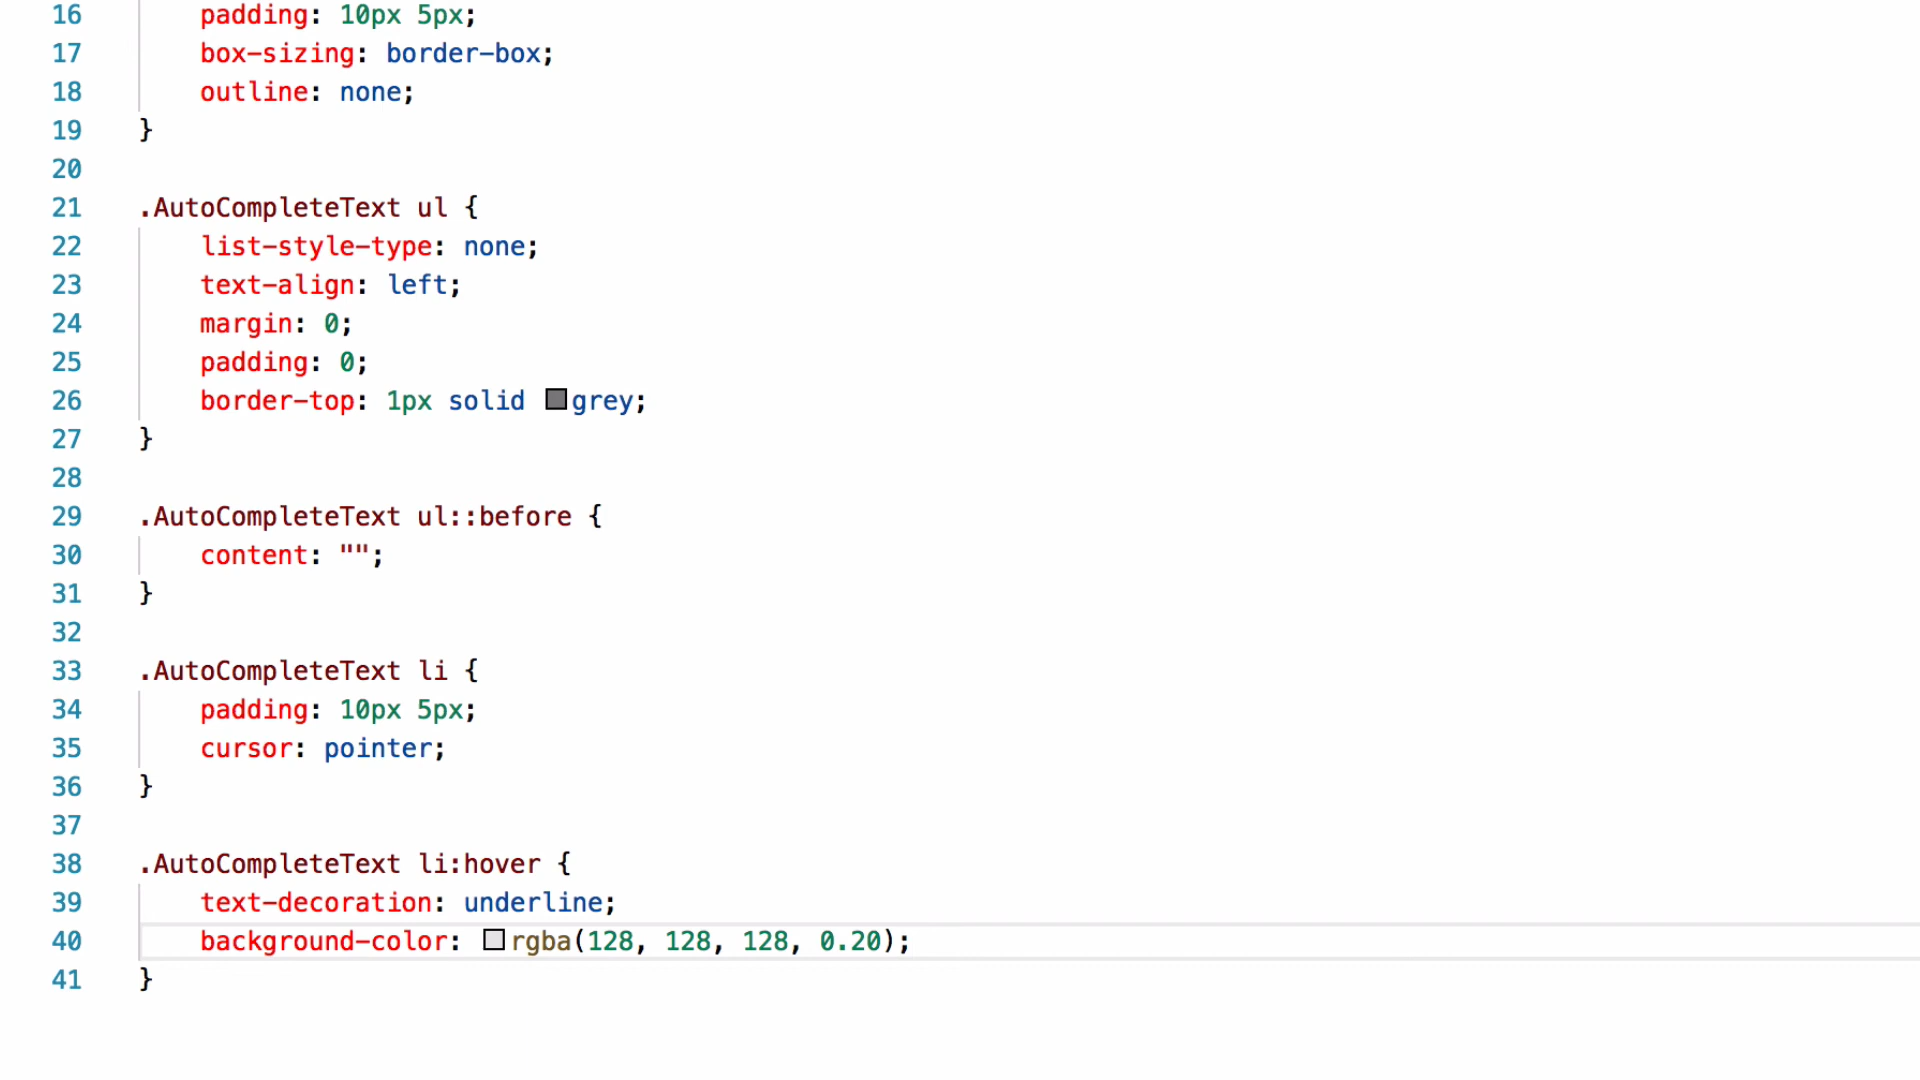 16 padding: 10px 5px;
17 box-sizing: border-box;
18 outline: none;
19 }
20
21 .AutoCompleteText ul {
22 list-style-type: none;
23 text-align: left;
24 margin: 0;
25 padding: 0;
26 border-top: 1px solid grey;
27 }
28
29 .AutoCompleteText ul::before {
30 content: "";
31 }
32
33 .AutoCompleteText li {
34 padding: 10px 5px;
35 cursor: pointer;
36 }
37
38 .AutoCompleteText li:hover {
39 text-decoration: underline;
40 background-color: rgba(128, 128, 128, 0.20);
41 }